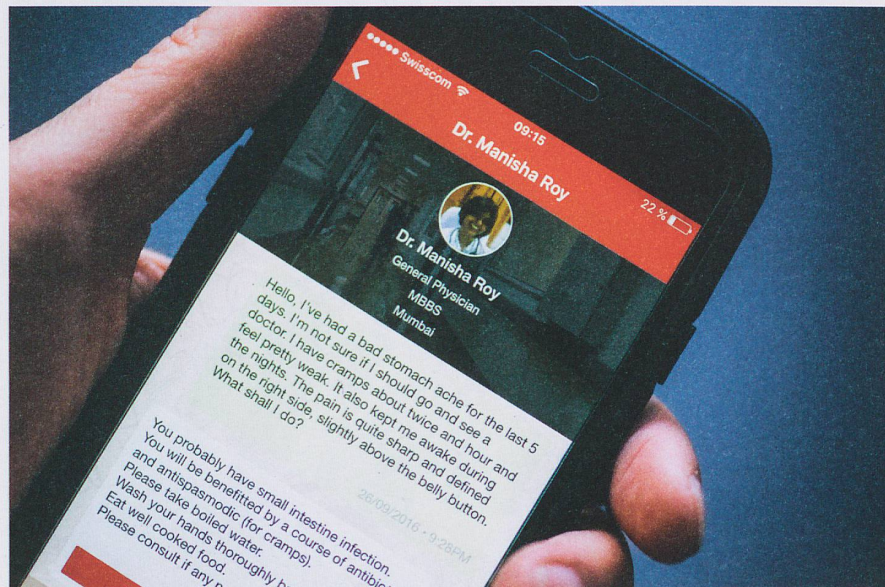 Swisscom
09:15
22 %
Dr. Manisha Roy
Dr. Manisha Roy
General Physician
MBBS
Mumbai
Hello, I've had a bad stomach ache for the last 5
days. I'm not sure if I should go and see a
doctor. I have cramps about twice and hour and
feel pretty weak. It also kept me awake during
the nights. The pain is quite sharp and defined
on the right side, slightly above the belly button.
What shall I do?
26/09/2016 - 9:28PM
You probably have small intestine infection.
You will be benefitted by a course of
and antispasmodic (for cramps).
Please take boiled water.
Wash your hands thoroughly
Eat well cooked food.
Please consult if any